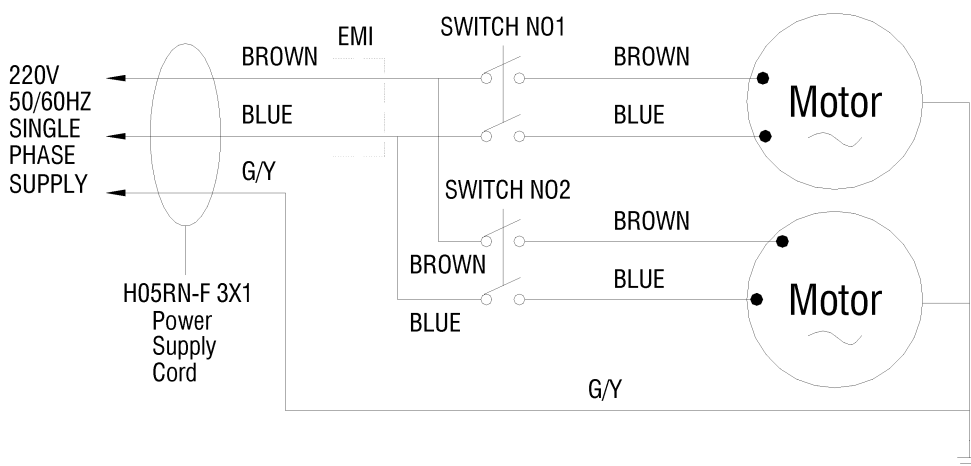 SWITCH NO1
EMI
BROWN
BROWN
220V
50/60HZ
SINGLE
PHASE
SUPPLY
BLUE
BLUE
Motor
G/Y
SWITCH NO2
BROWN
BROWN
BLUE
BLUE
Motor
H05RN-F 3X1
Power
Supply
Cord
G/Y